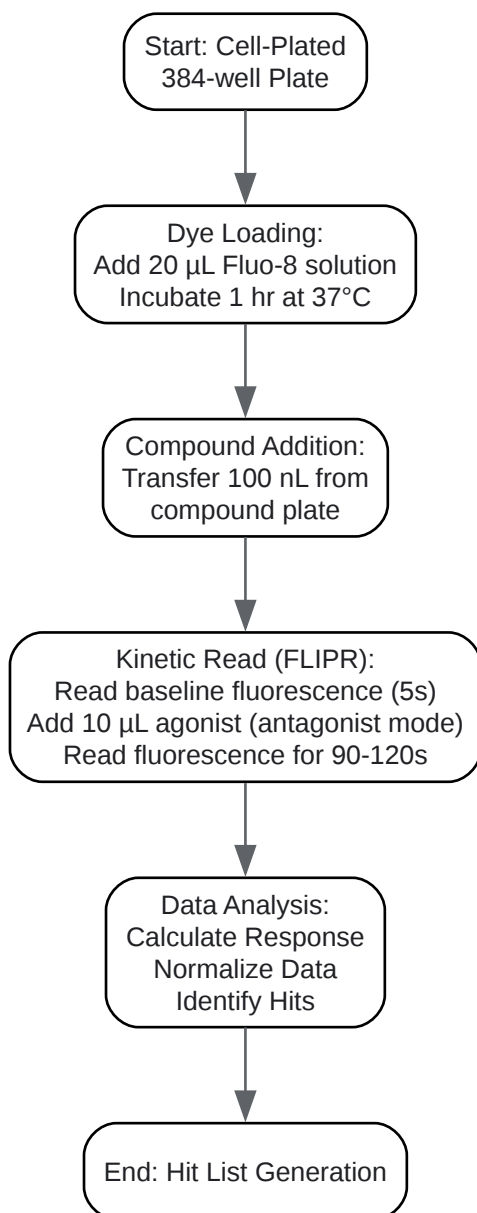 Start: Cell-Plated
384-well Plate
Dye Loading:
Add 20 µL Fluo-8 solution
Incubate 1 hr at 37°C
Compound Addition:
Transfer 100 nL from
compound plate
Kinetic Read (FLIPR):
Read baseline fluorescence (5s)
Add 10 µL agonist (antagonist mode)
Read fluorescence for 90-120s
Data Analysis:
Calculate Response
Normalize Data
Identify Hits
End: Hit List Generation